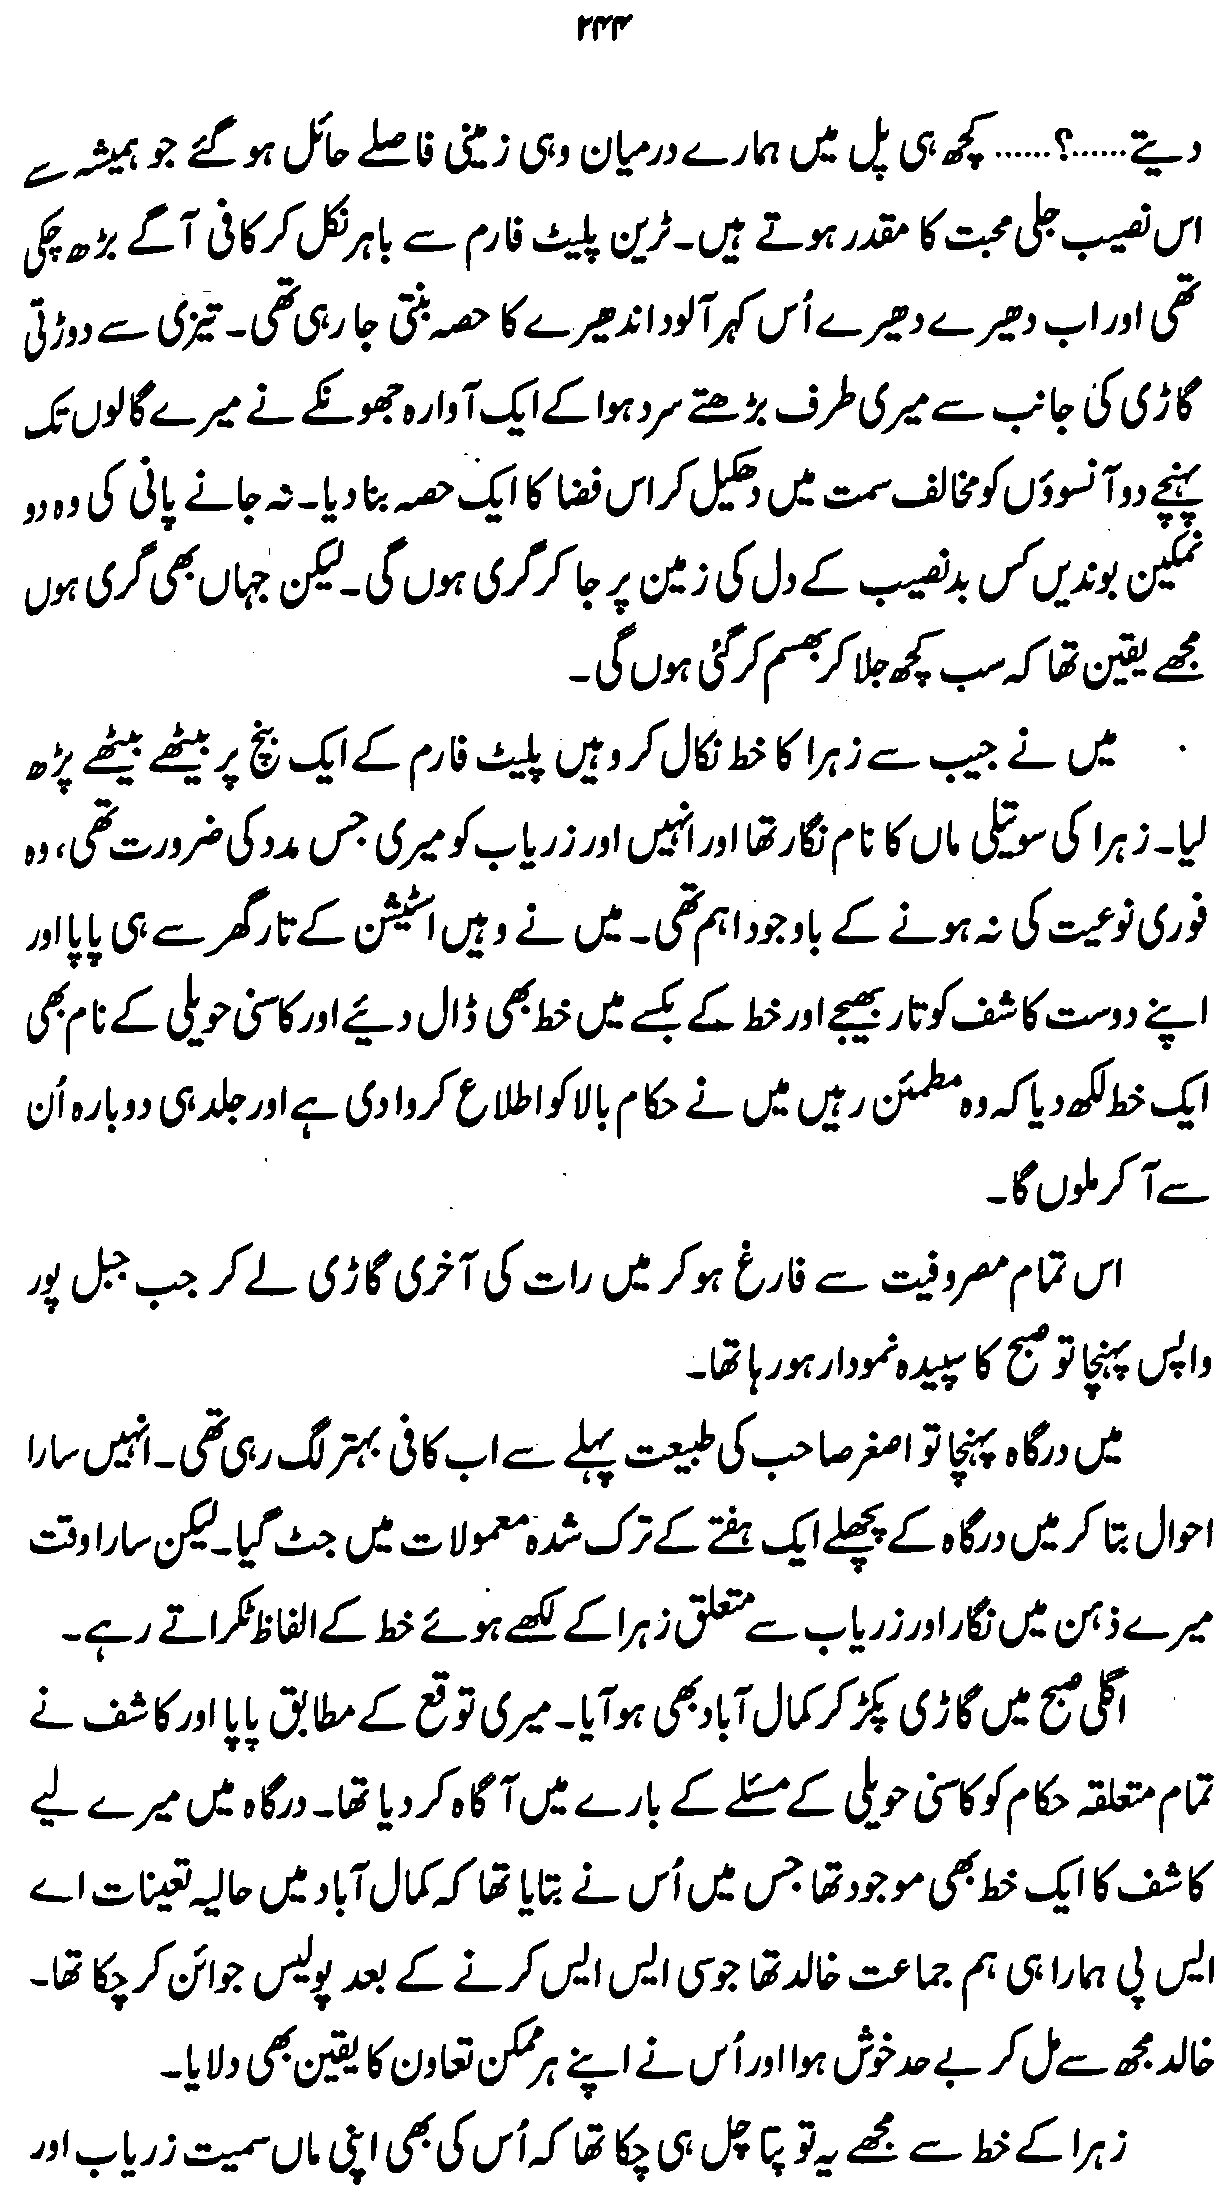 ۲۴۴
دیتے......؟...... کچھ ہی پل میں ہمارے درمیان وہی زمینی فاصلے حائل ہو گئے جو ہمیشہ سے
اس نصیب جلی محبت کا مقدر ہوتے ہیں۔ ٹرین پلیٹ فارم سے باہر نکل کر کافی آگے بڑھ چکی
تھی اور اب دھیرے دھیرے اُس کہر آلود اندھیرے کا حصہ بنتی جا رہی تھی۔ تیزی سے دوڑتی
گاڑی کی جانب سے میری طرف بڑھتے سرد ہوا کے ایک آوارہ جھونکے نے میرے گالوں تک
پہنچے دو آنسوؤں کو مخالف سمت میں دھکیل کر اس فضا کا ایک حصہ بنا دیا۔ نہ جانے پانی کی وہ دو
نمکین بوندیں کس بدنصیب کے دل کی زمین پر جا کر گری ہوں گی۔ لیکن جہاں بھی گری ہوں
مجھے یقین تھا کہ سب کچھ جلا کر بھسم کر گئی ہوں گی۔
میں نے جیب سے زہرا کا خط نکال کر وہیں پلیٹ فارم کے ایک بنچ پر بیٹھے بیٹھے پڑھ
لیا۔ زہرا کی سوتیلی ماں کا نام نگار تھا اور انہیں اور زریاب کو میری جس مدد کی ضرورت تھی، وہ
فوری نوعیت کی نہ ہونے کے باوجود اہم تھی۔ میں نے وہیں اسٹیشن کے تار گھر سے ہی پاپا اور
اپنے دوست کاشف کو تار بھیجے اور خط کے بکسے میں خط بھی ڈال دیئے اور کاسنی حویلی کے نام بھی
ایک خط لکھ دیا کہ وہ مطمئن رہیں میں نے حکام بالا کو اطلاع کروا دی ہے اور جلد ہی دوبارہ اُن
سے آ کر ملوں گا۔
اس تمام مصروفیت سے فارغ ہو کر میں رات کی آخری گاڑی لے کر جب جبل پور
واپس پہنچا تو صبح کا سپیدہ نمودار ہو رہا تھا۔
میں درگاہ پہنچا تو اصغر صاحب کی طبیعت پہلے سے اب کافی بہتر لگ رہی تھی۔ انہیں سارا
احوال بتا کر میں درگاہ کے پچھلے ایک ہفتے کے ترک شدہ معمولات میں جٹ گیا۔ لیکن سارا وقت
میرے ذہن میں نگار اور زریاب سے متعلق زہرا کے لکھے ہوئے خط کے الفاظ ٹکراتے رہے۔
اگلی صبح میں گاڑی پکڑ کر کمال آباد بھی ہو آیا۔ میری توقع کے مطابق پاپا اور کاشف نے
تمام متعلقہ حکام کو کاسنی حویلی کے مسئلے کے بارے میں آگاہ کر دیا تھا۔ درگاہ میں میرے لیے
کاشف کا ایک خط بھی موجود تھا جس میں اُس نے بتایا تھا کہ کمال آباد میں حالیہ تعینات اے
ایس پی ہمارا ہی ہم جماعت خالد تھا جو سی ایس ایس کرنے کے بعد پولیس جوائن کر چکا تھا۔
خالد مجھ سے مل کر بے حد خوش ہوا اور اُس نے اپنے ہر ممکن تعاون کا یقین بھی دلایا۔
زہرا کے خط سے مجھے یہ تو پتا چل ہی چکا تھا کہ اُس کی بھی اپنی ماں سمیت زریاب اور